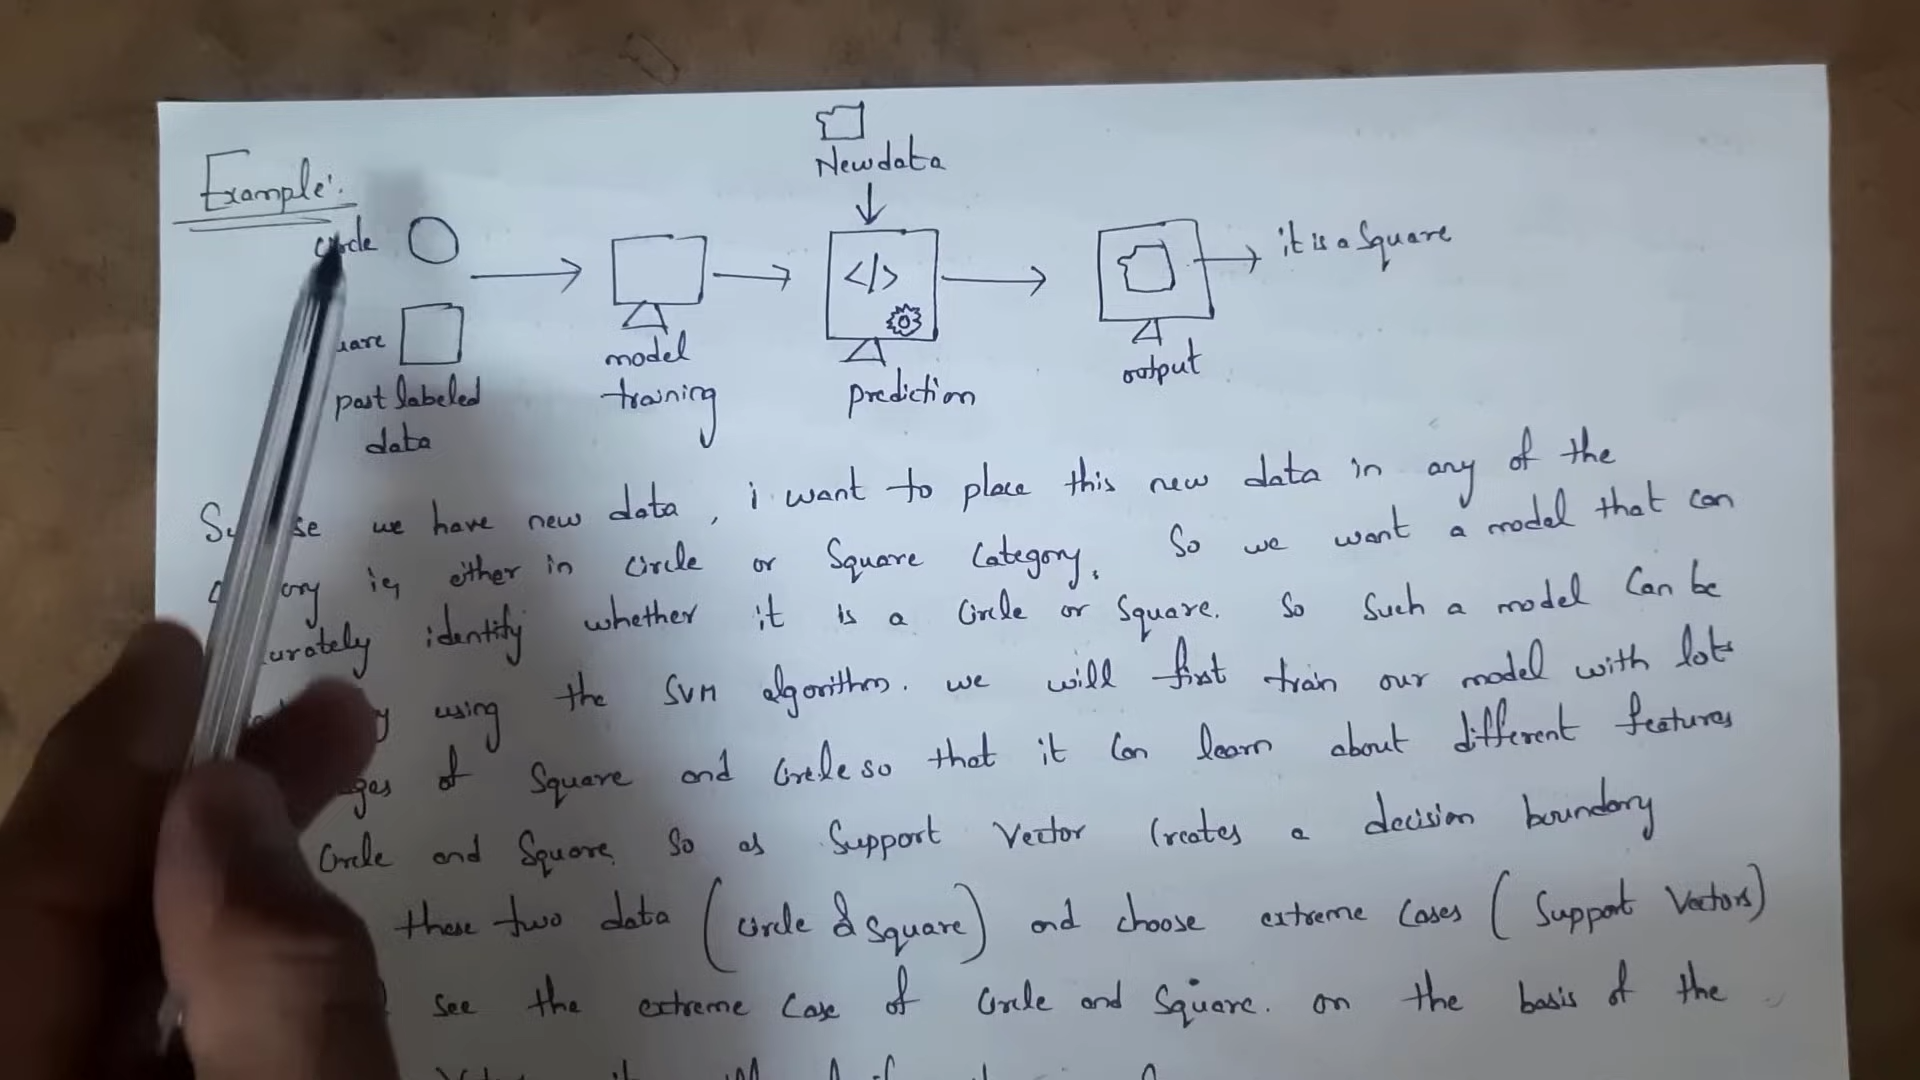 Example:
New data
circle
it is a Square
model
training
prediction
output
past labeled
data
we have new data, i want to place this new data in any of the
either in circle or Square Category. So we want a model that can
identify whether it is a Circle or Square. So Such a model Can be
using the SVM algorithm. we will first train our model with lots
of Square and Circle so that it Can learn about different features
Circle and Square. So as Support Vector Creates a decision boundary
these two data (circle & square) and choose extreme Cases (Support Vectors)
see the extreme Case of Circle and Square. on the basis of the